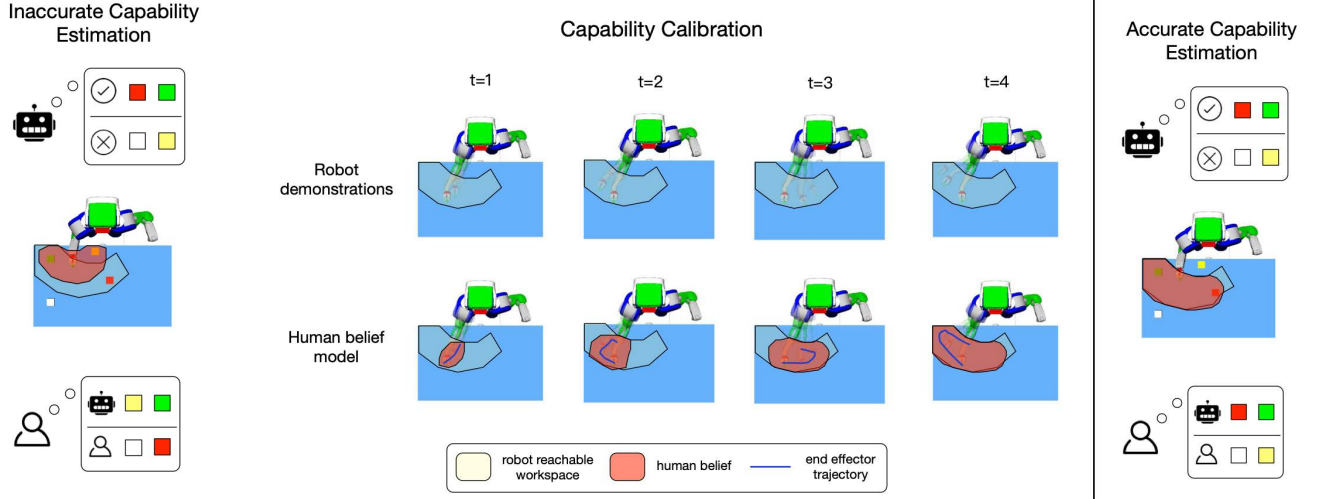 Inaccurate Capability
Estimation
Capability Calibration
t=1
t=2
t=3
t=4
Robot
demonstrations
Human belief
model
robot reachable
workspace
human belief
end effector
trajectory
Accurate Capability
Estimation